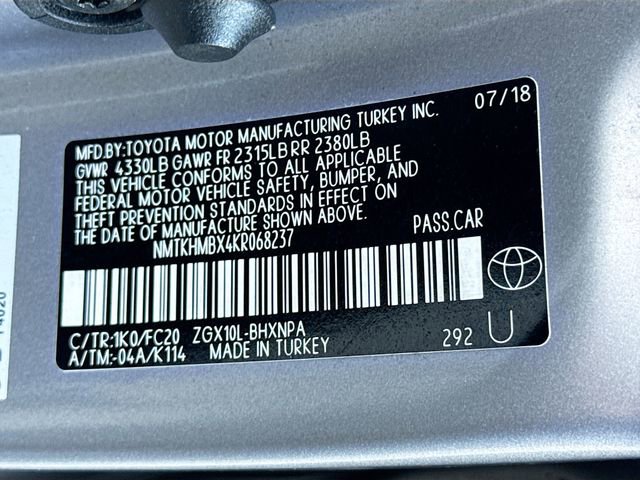 MFD.BY:TOYOTA MOTOR MANUFACTURING TURKEY INC. 07/18
GVWR 4330LB GAWR FR 2315LB RR 2380LB
THIS VEHICLE CONFORMS TO ALL APPLICABLE
FEDERAL MOTOR VEHICLE SAFETY, BUMPER, AND
THEFT PREVENTION STANDARDS IN EFFECT ON
THE DATE OF MANUFACTURE SHOWN ABOVE.
NMTKHMBX4KR068237 PASS.CAR
C/TR:1K0/FC20 ZGX10L-BHXNPA
A/TM:-04A/K114 MADE IN TURKEY 292 U